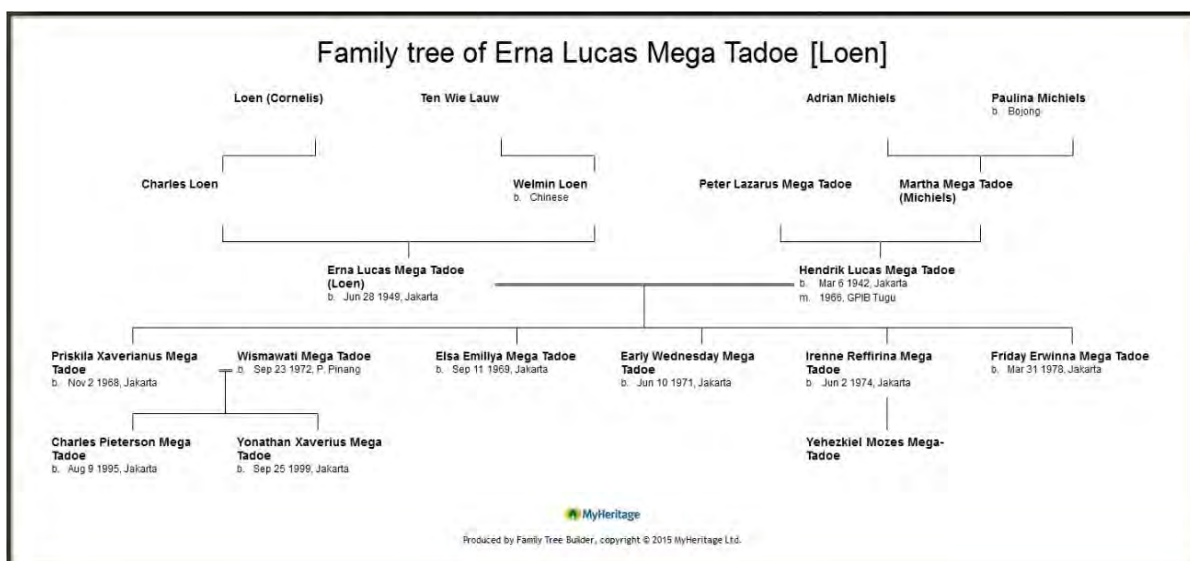 Family tree of Erna Lucas Mega Tadoe [Loen]
Loen (Cornelis)
Ten Wie Lauw
Adrian Michiels
Paulina Michiels
b. Bojong
Charles Loen
Welmin Loen
b. Chinese
Peter Lazarus Mega Tadoe
Martha Mega Tadoe
(Michiels)
Erna Lucas Mega Tadoe
(Loen)
b. Jun 28 1949, Jakarta
Hendrik Lucas Mega Tadoe
b. Mar 6 1942, Jakarta
m. 1966, GPIB Tugu
Priskila Xaverianus Mega
Tadoe
b. Nov 2 1968, Jakarta
Wismawati Mega Tadoe
b. Sep 23 1972, P. Pinang
Elsa Emiliya Mega Tadoe
b. Sep 11 1969, Jakarta
Early Wednesday Mega
Tadoe
b. Jun 10 1971, Jakarta
Irenne Reffirina Mega
Tadoe
b. Jun 2 1974, Jakarta
Friday Erwinna Mega Tadoe
b. Mar 31 1978, Jakarta
Charles Pieterson Mega
Tadoe
b. Aug 9 1995, Jakarta
Yonathan Xaverius Mega
Tadoe
b. Sep 25 1999, Jakarta
Yehezkiel Mozes Mega-
Tadoe
MyHeritage
Produced by Family Tree Builder, copyright © 2015 MyHeritage Ltd.